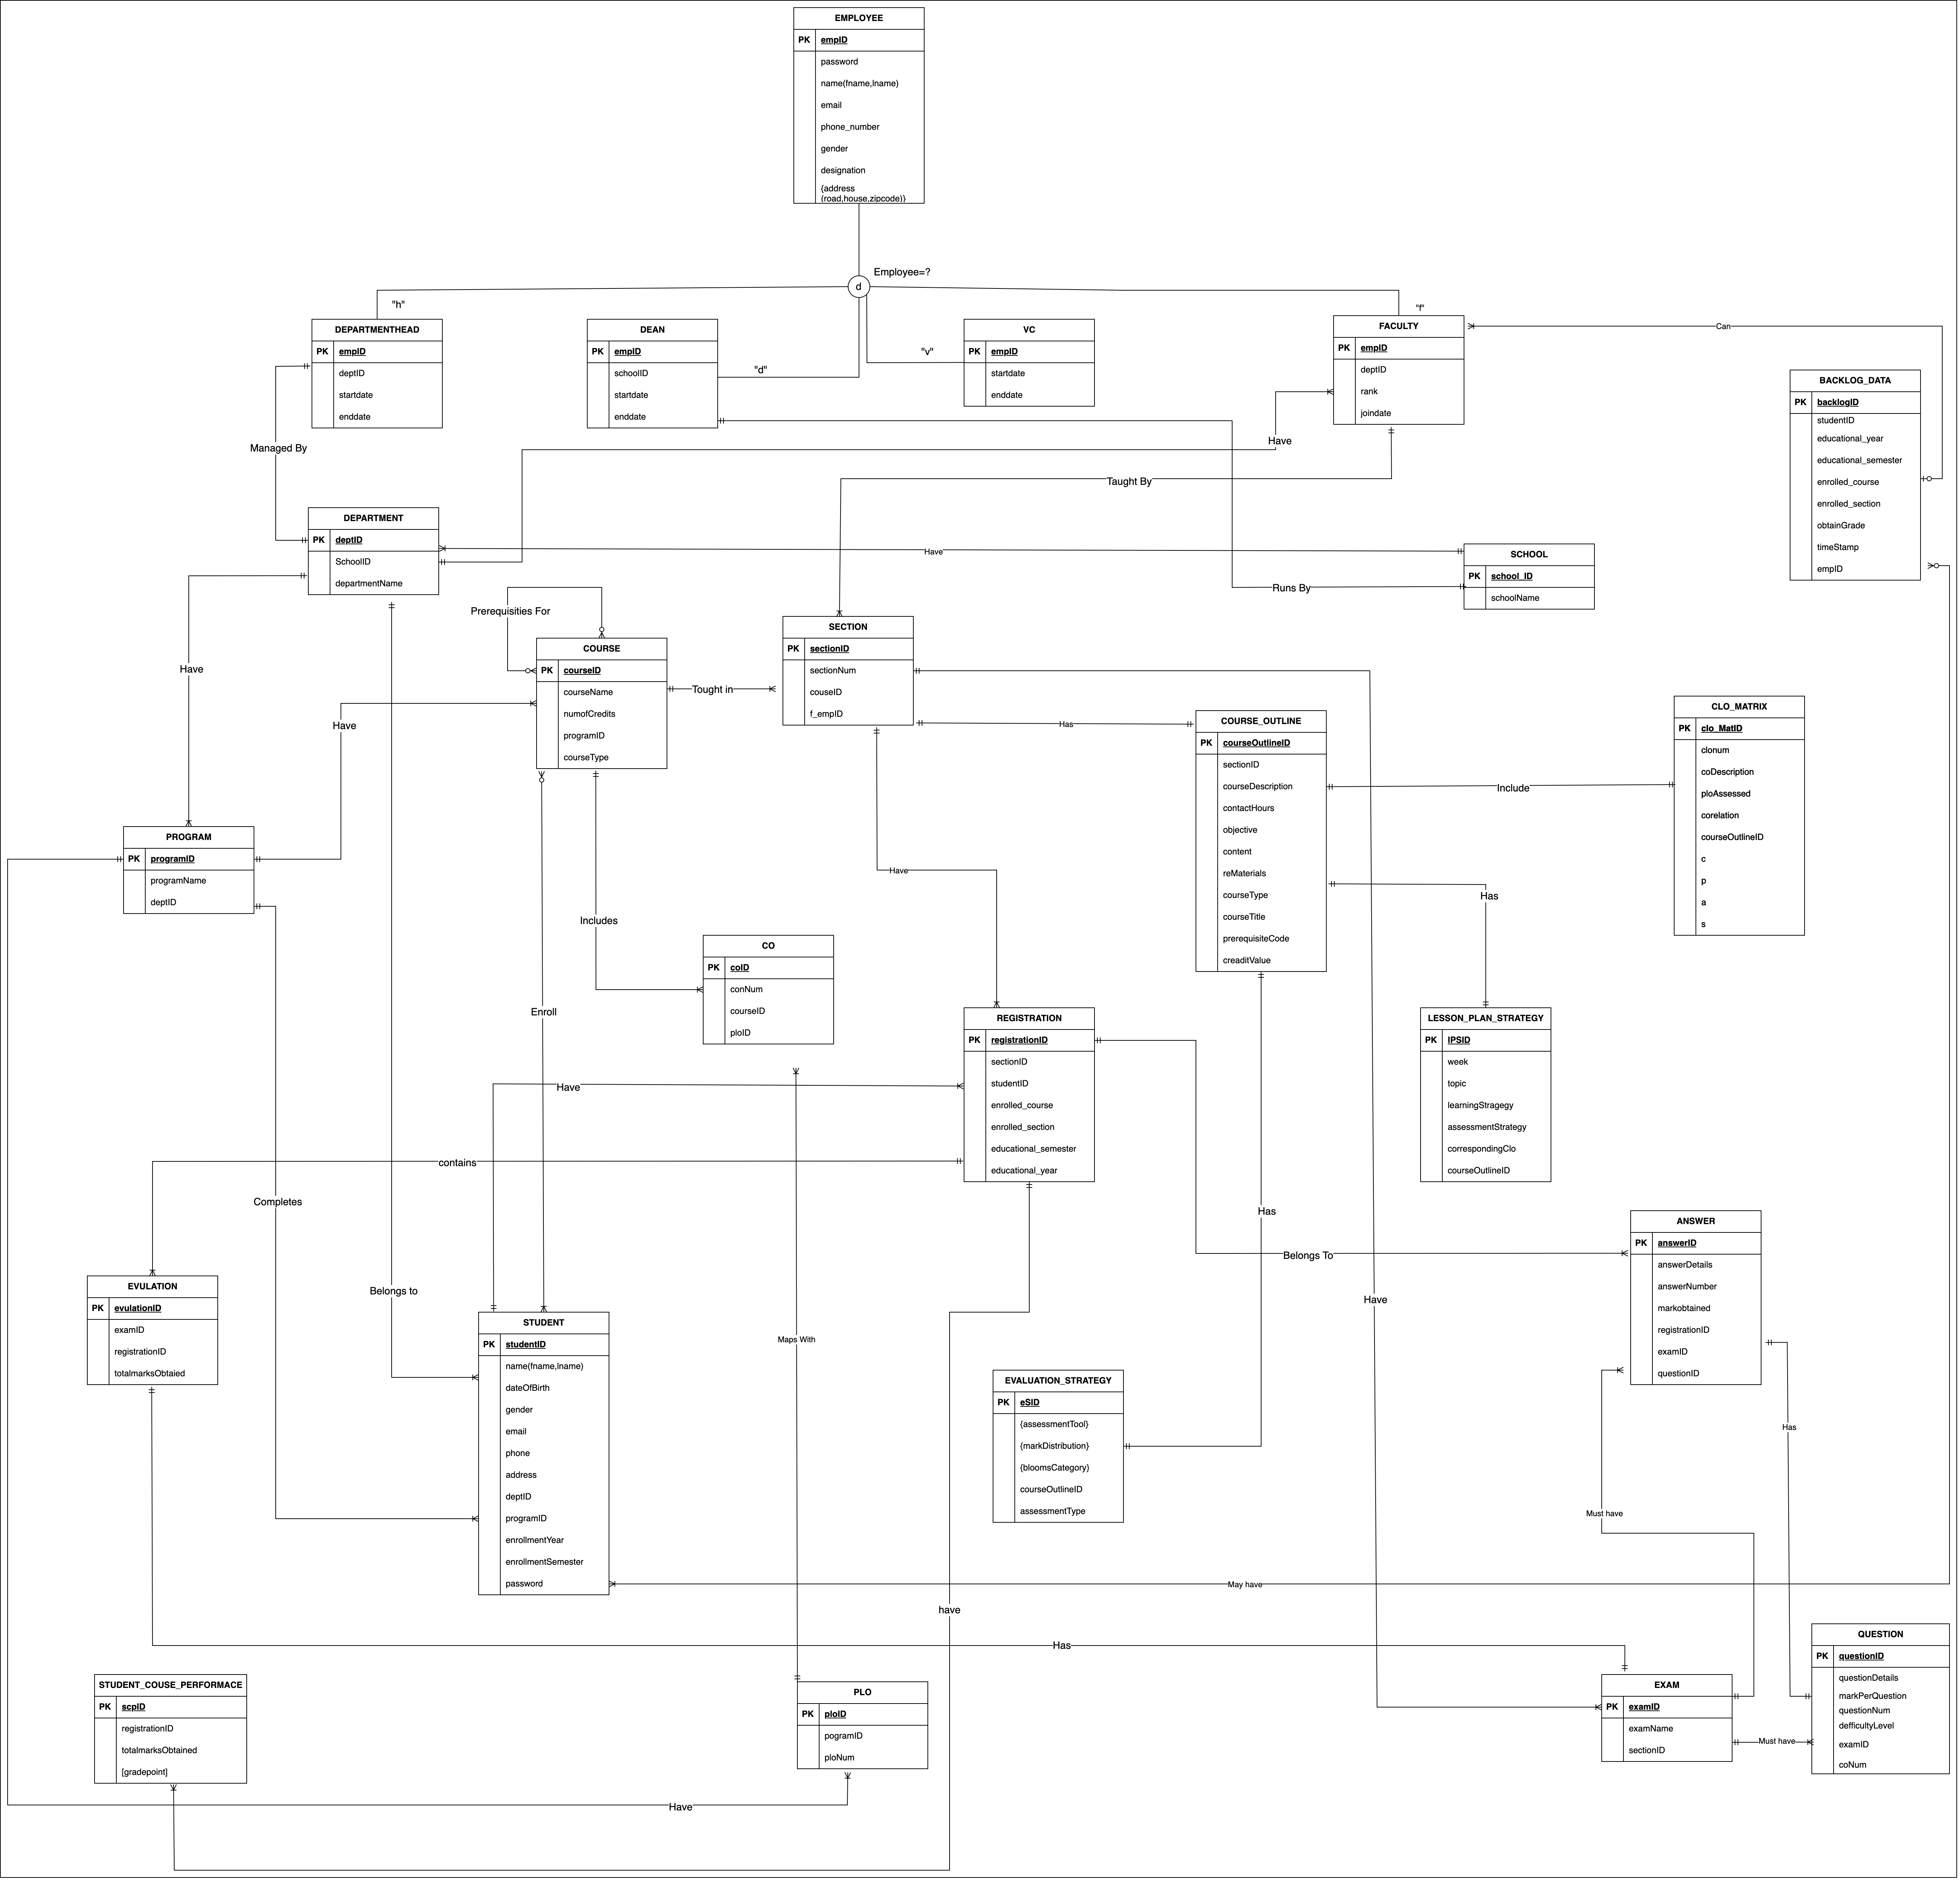 EMPLOYEE
PK empID
password
name(fname,lname)
email
phone_number
gender
designation
{address
(road,house,zipcode)}
Employee=?
d
"h"
"d"
"v"
"f"
DEPARTMENTHEAD
PK empID
deptID
startdate
enddate
DEAN
PK empID
schoolID
startdate
enddate
VC
PK empID
startdate
enddate
FACULTY
PK empID
deptID
rank
joindate
Can
BACKLOG_DATA
PK backlogID
studentID
educational_year
educational_semester
enrolled_course
enrolled_section
obtainGrade
timeStamp
empID
Managed By
Have
Taught By
DEPARTMENT
PK deptID
SchoolID
departmentName
Have
SCHOOL
PK school_ID
schoolName
Runs By
Prerequisities For
Have
COURSE
PK courseID
courseName
numofCredits
programID
courseType
Tought in
SECTION
PK sectionID
sectionNum
couseID
f_empID
Has
Have
COURSE_OUTLINE
PK courseOutlineID
sectionID
courseDescription
contactHours
objective
content
reMaterials
courseType
courseTitle
prerequisiteCode
creaditValue
Include
CLO_MATRIX
PK clo_MatID
clonum
coDescription
ploAssessed
corelation
courseOutlineID
c
p
a
s
PROGRAM
PK programID
programName
deptID
Have
Has
Includes
CO
PK coID
conNum
courseID
ploID
Enroll
REGISTRATION
PK registrationID
sectionID
studentID
enrolled_course
enrolled_section
educational_semester
educational_year
LESSON_PLAN_STRATEGY
PK lPSID
week
topic
learningStragegy
assessmentStrategy
correspondingClo
courseOutlineID
Have
contains
Completes
Has
Belongs To
ANSWER
PK answerID
answerDetails
answerNumber
markobtained
registrationID
examID
questionID
EVULATION
PK evulationID
examID
registrationID
totalmarksObtaied
Belongs to
Have
STUDENT
PK studentID
name(fname,lname)
dateOfBirth
gender
email
phone
address
deptID
programID
enrollmentYear
enrollmentSemester
password
Maps With
EVALUATION_STRATEGY
PK eSID
{assessmentTool}
{markDistribution}
{bloomsCategory}
courseOutlineID
assessmentType
Has
Must have
May have
have
Has
STUDENT_COUSE_PERFORMACE
PK scpID
registrationID
totalmarksObtained
[gradepoint]
PLO
PK ploID
pogramID
ploNum
EXAM
PK examID
examName
sectionID
Must have
QUESTION
PK questionID
questionDetails
markPerQuestion
questionNum
defficultyLevel
examID
coNum
Have